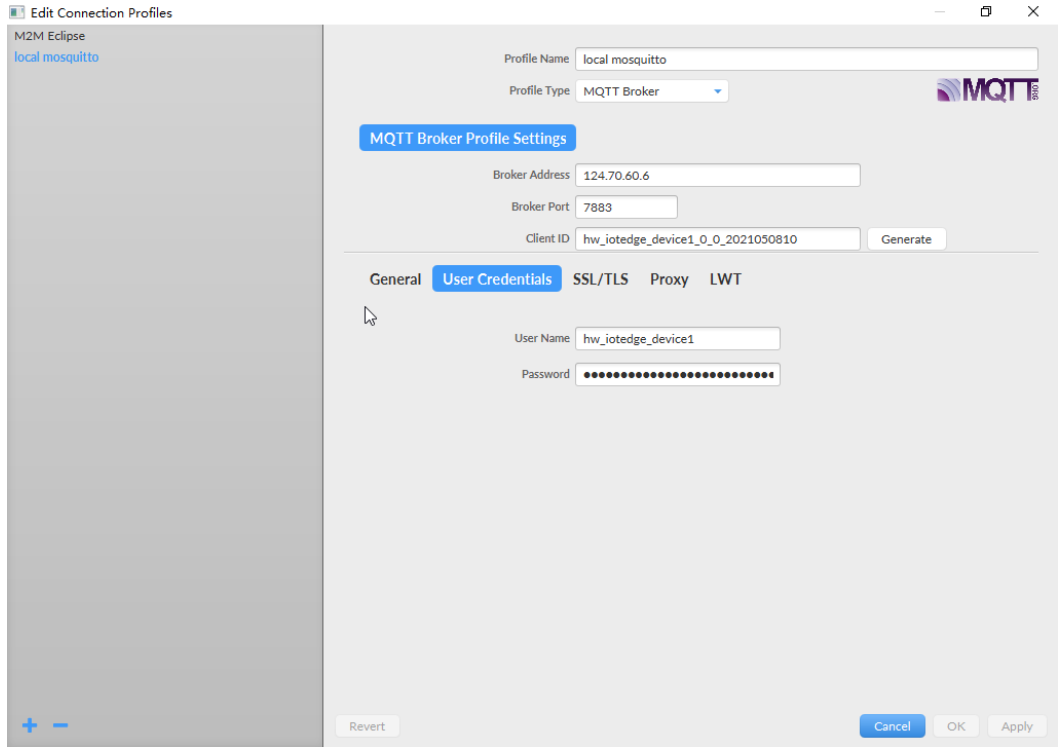 Edit Connection Profiles
M2M Eclipse
local mosquitto
Profile Name local mosquitto
Profile Type MQTT Broker
MQTT
MQTT Broker Profile Settings
Broker Address 124.70.60.6
Broker Port 7883
Client ID hw_iotedge_device1_0_0_2021050810 Generate
General User Credentials SSL/TLS Proxy LWT
User Name hw_iotedge_device1
Password ●●●●●●●●●●●●●●●●●●●●●●●●●●
Revert Cancel OK Apply